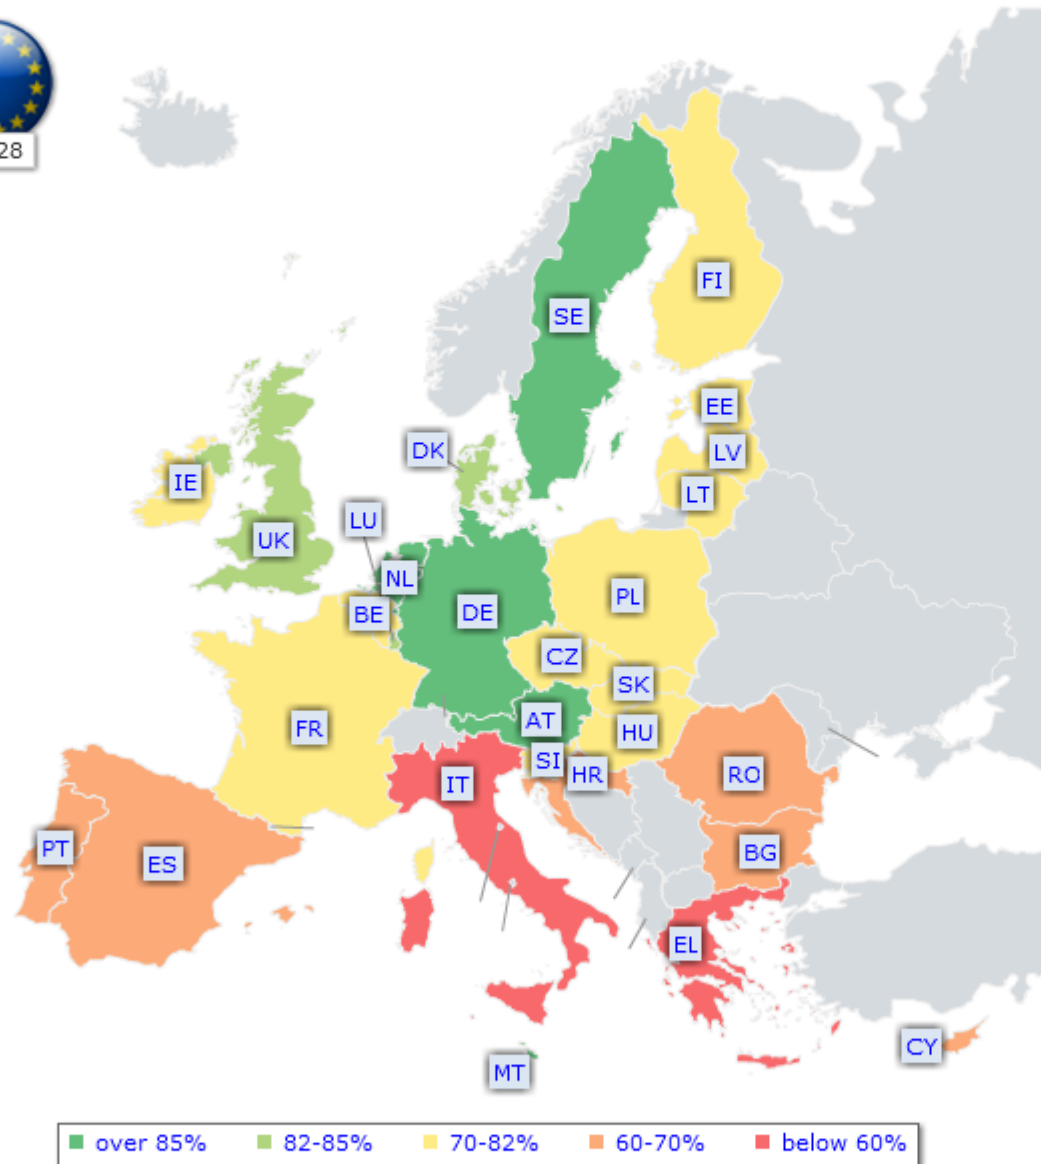 28
FI
SE
EE
DK
LV
IE
LT
LU
UK
NL
PL
BE
DE
CZ
SK
AT
FR
HU
SI
HR
IT
RO
PT
BG
ES
EL
CY
MT
over 85%
82-85%
70-82%
60-70%
below 60%